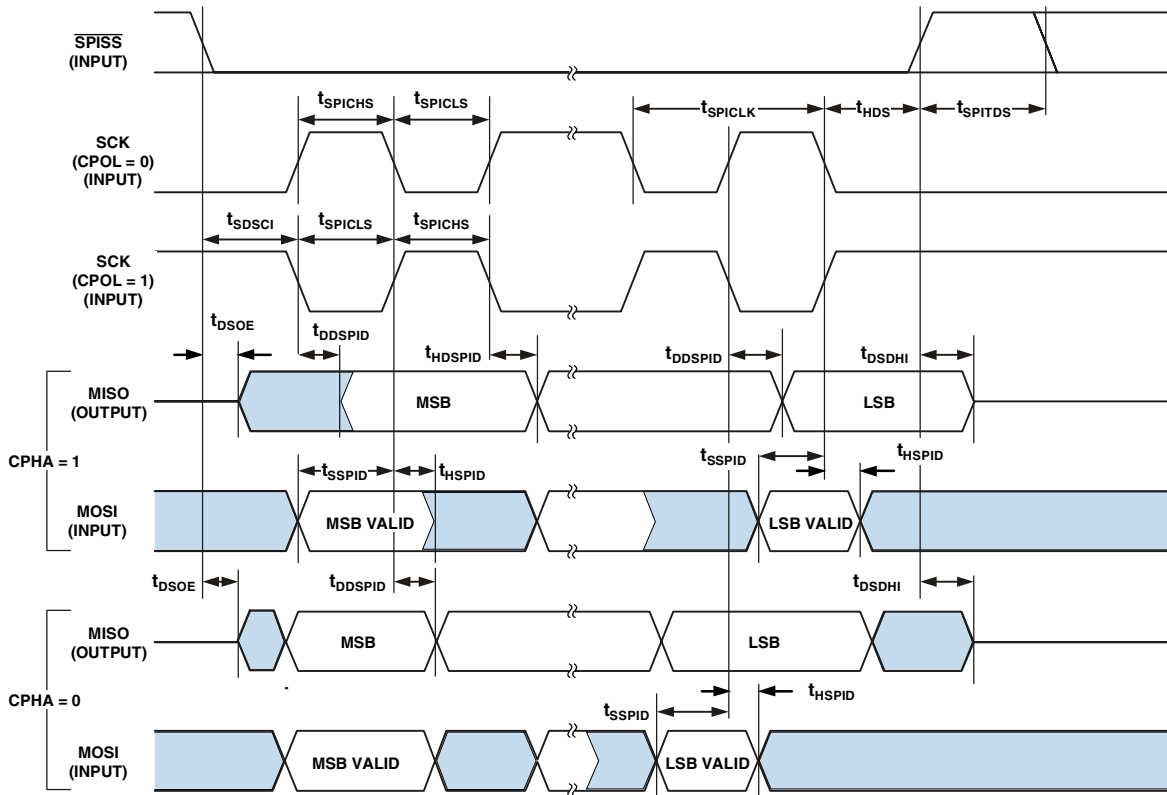 SPISS
(INPUT)
tSPICHS
tSPICLS
tSPICLK
tHDS
tSPITDS
SCK
(CPOL = 0)
(INPUT)
tSDSCI
tSPICLS
tSPICHS
SCK
(CPOL = 1)
(INPUT)
tDSOE
tDDSPID
tHDSPID
tDDSPID
tDSDHI
MISO
(OUTPUT)
MSB
LSB
CPHA = 1
tSSPID
tHSPID
tSSPID
tHSPID
MOSI
(INPUT)
MSB VALID
LSB VALID
tDSOE
tDDSPID
tDSDHI
MISO
(OUTPUT)
MSB
LSB
CPHA = 0
tSSPID
tHSPID
MOSI
(INPUT)
MSB VALID
LSB VALID